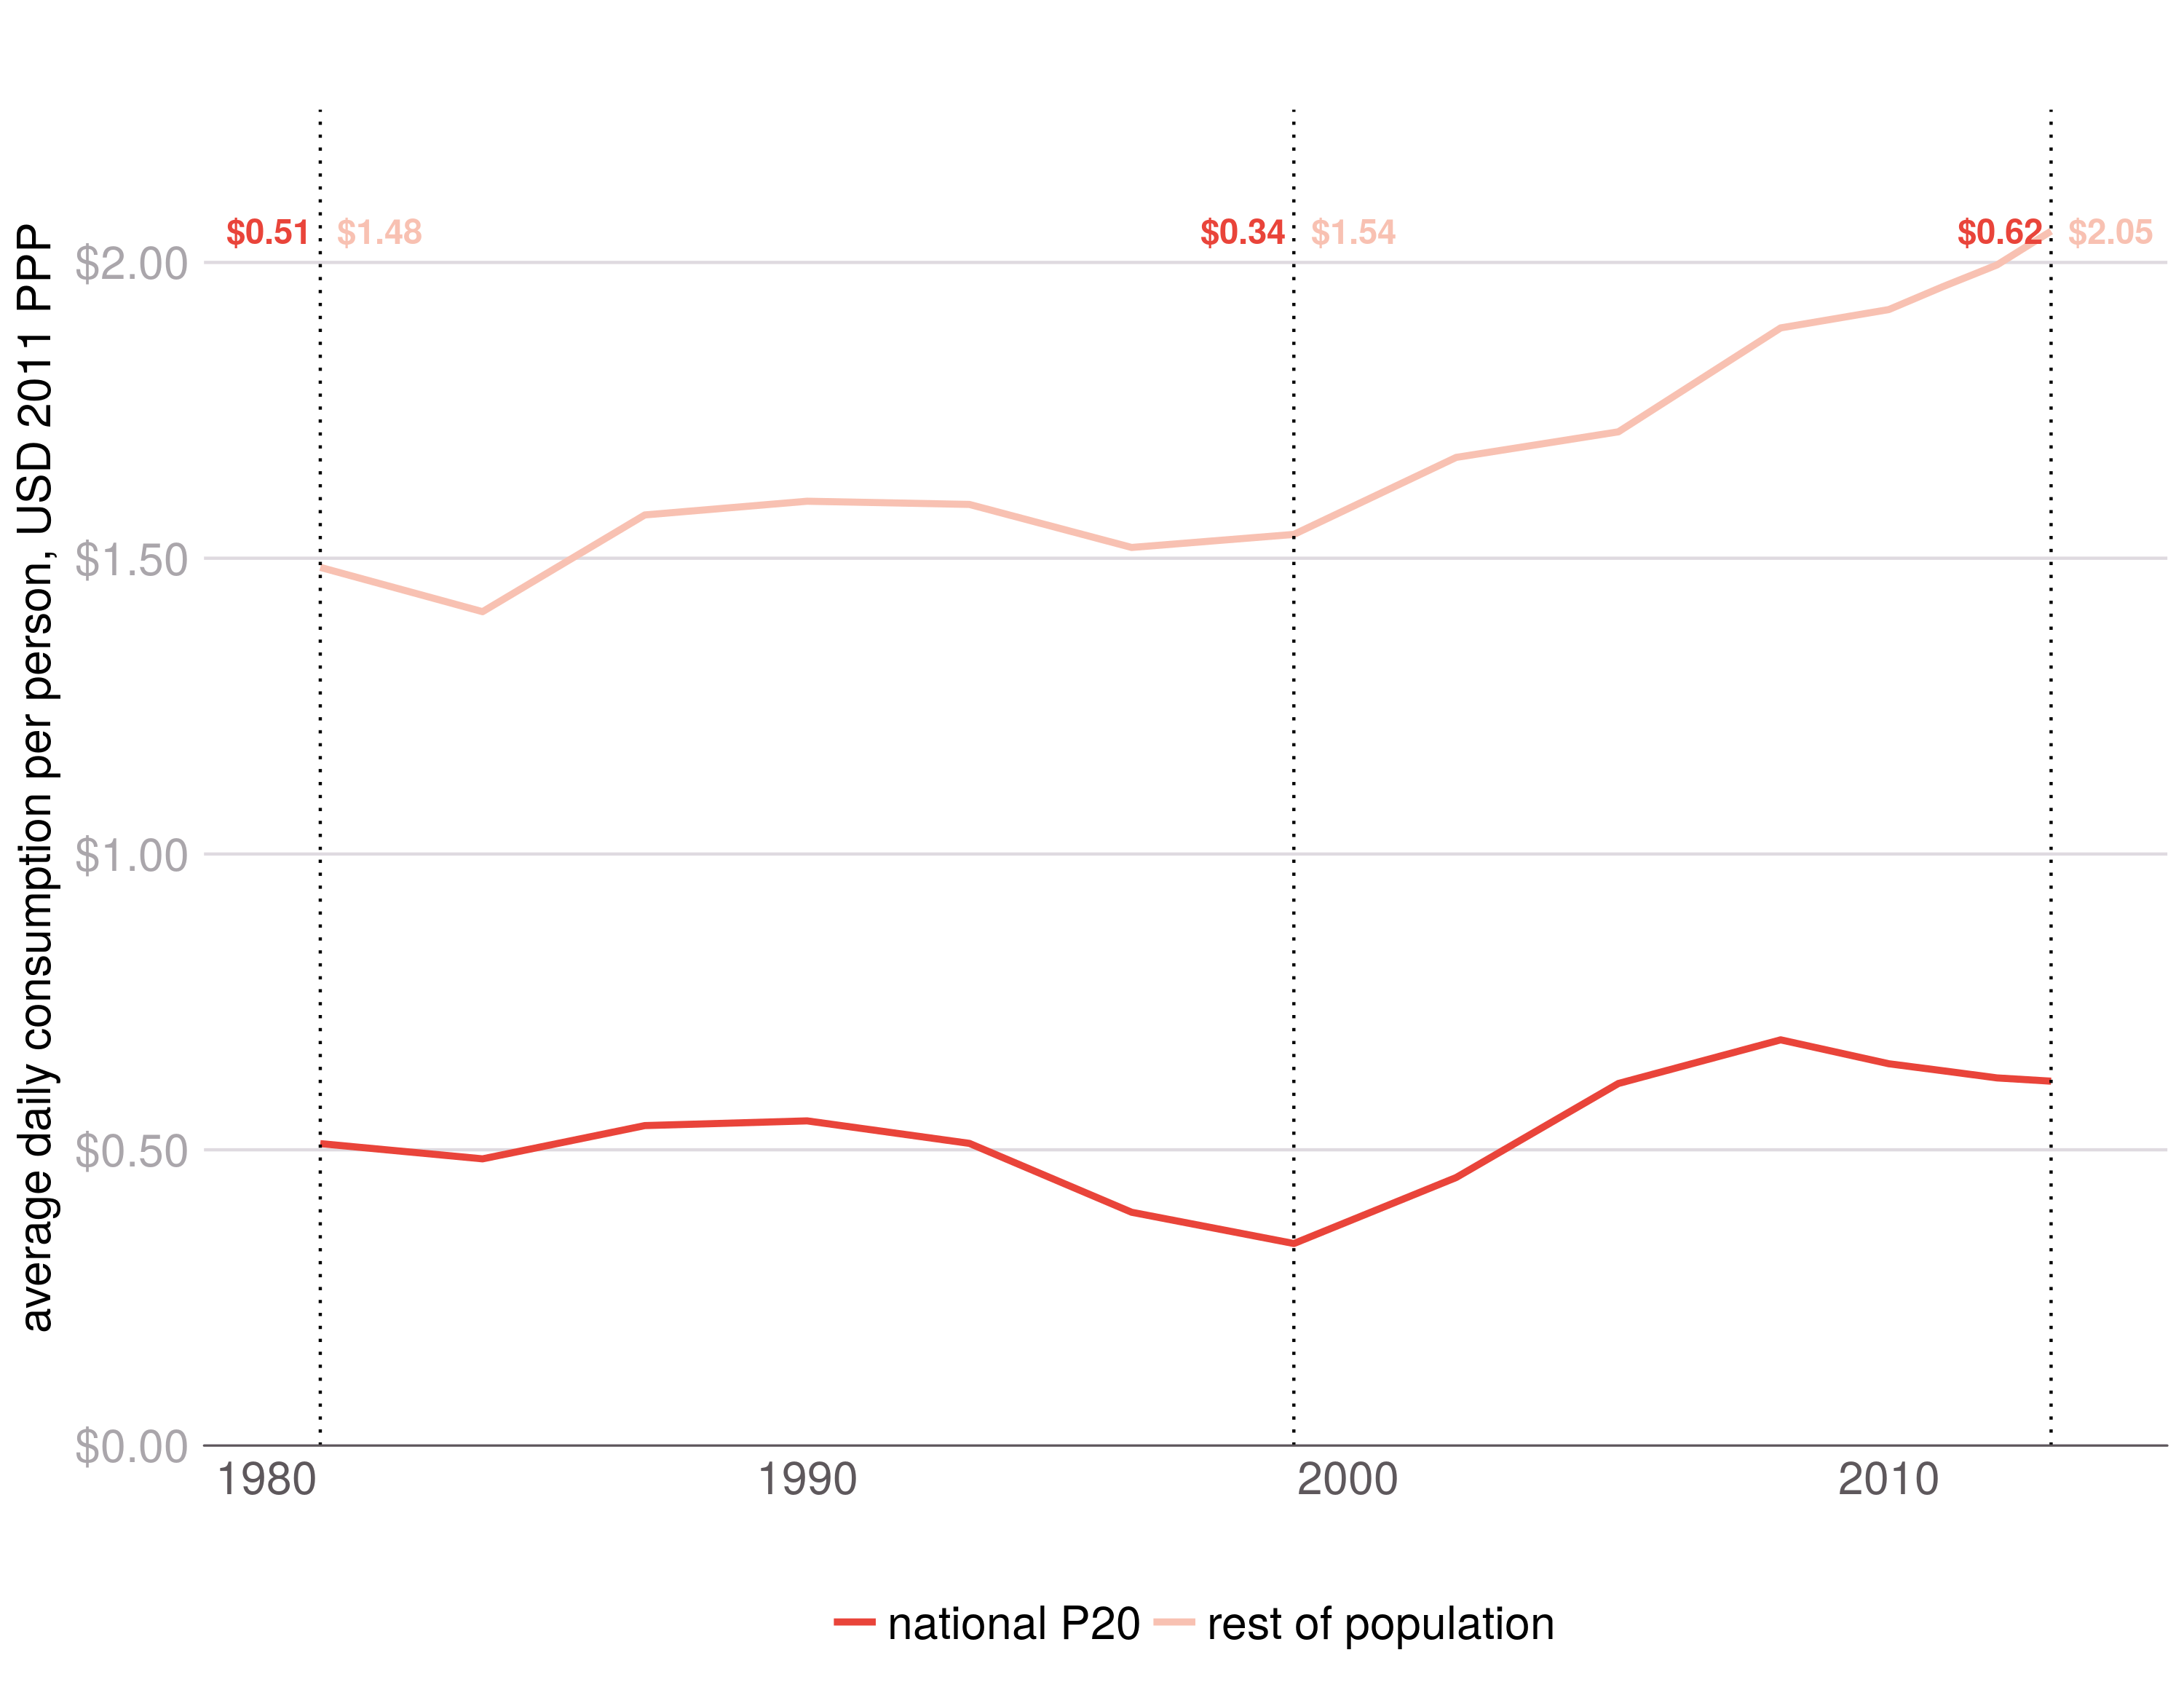 $0.51 $1.48 $0.34 $1.54 $0.62 $2.05
$2.00
$1.50
$1.00
$0.50
$0.00
average daily consumption per person, USD 2011 PPP
1980 1990 2000 2010
national P20 rest of population